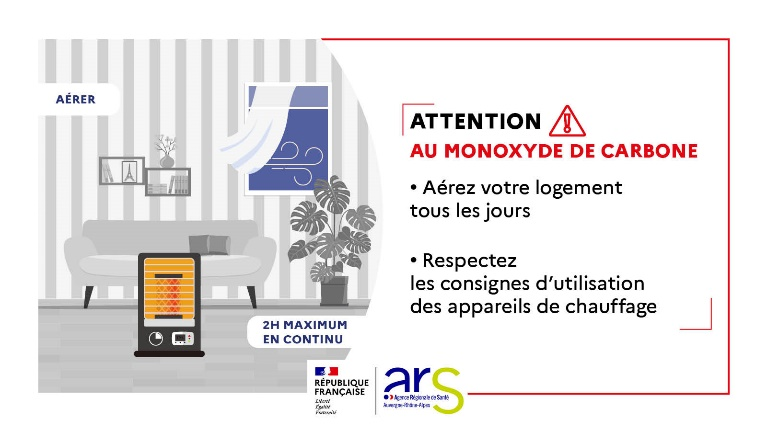 AÉRER
2H MAXIMUM
EN CONTINU
ATTENTION
AU MONOXYDE DE CARBONE
• Aérez votre logement
tous les jours
• Respectez
les consignes d'utilisation
des appareils de chauffage
RÉPUBLIQUE
FRANÇAISE
Liberté
Égalité
Fraternité
ars
Agence Régionale de Santé
Auvergne-Rhône-Alpes